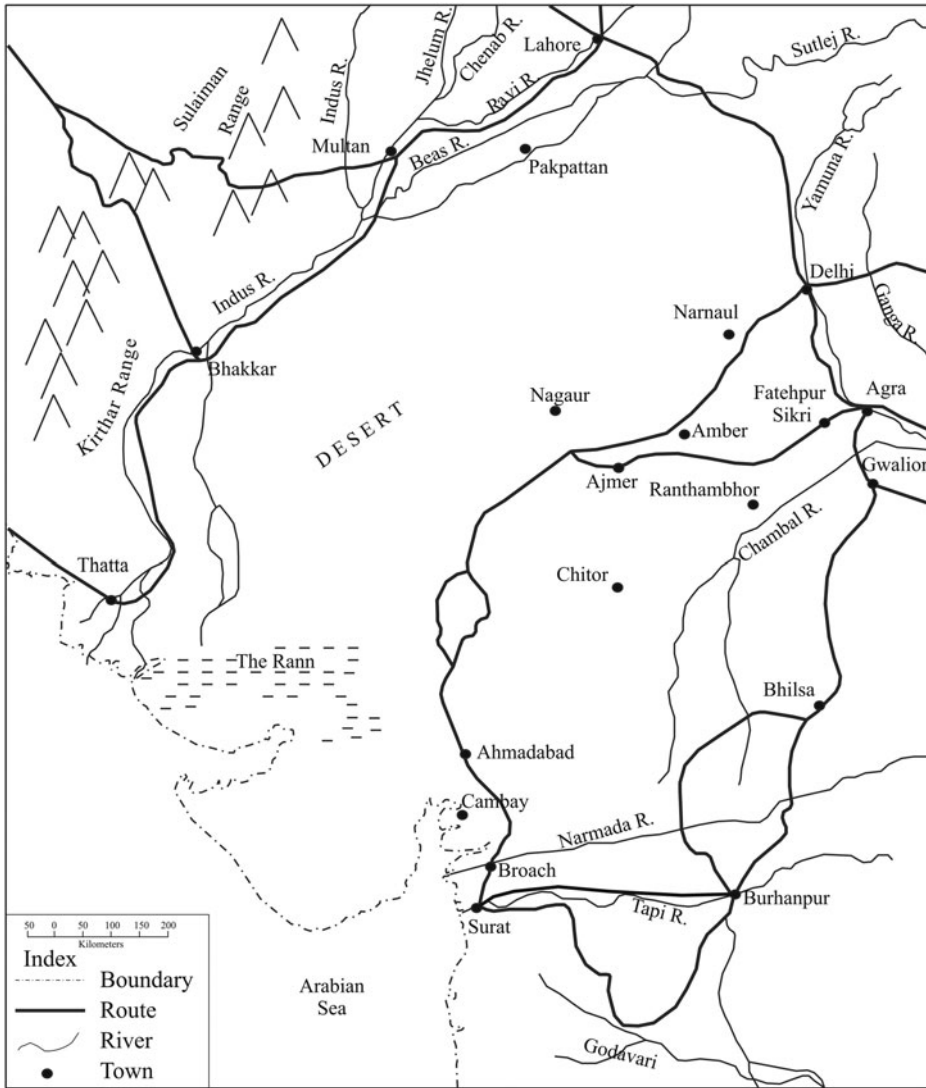 Lahore
Sutlej R.
Jhelum R.
Chenab R.
Indus R.
Sulaiman
Range
Ravi R.
Multan
Beas R.
Pakpattan
Yamuna R.
Delhi
Ganga R.
Indus R.
Narnaul
Bhakkar
Kirthar Range
DESERT
Nagaur
Fatehpur
Sikri
Agra
Amber
Ajmer
Gwalior
Ranthambhor
Chambal R.
Thatta
Chitor
The Rann
Bhilsa
Ahmadabad
Cambay
Narmada R.
Broach
Burhanpur
Tapi R.
Surat
50 0 50 100 150 200
Kilometers
Index
Boundary
Route
River
Town
Arabian
Sea
Godavari